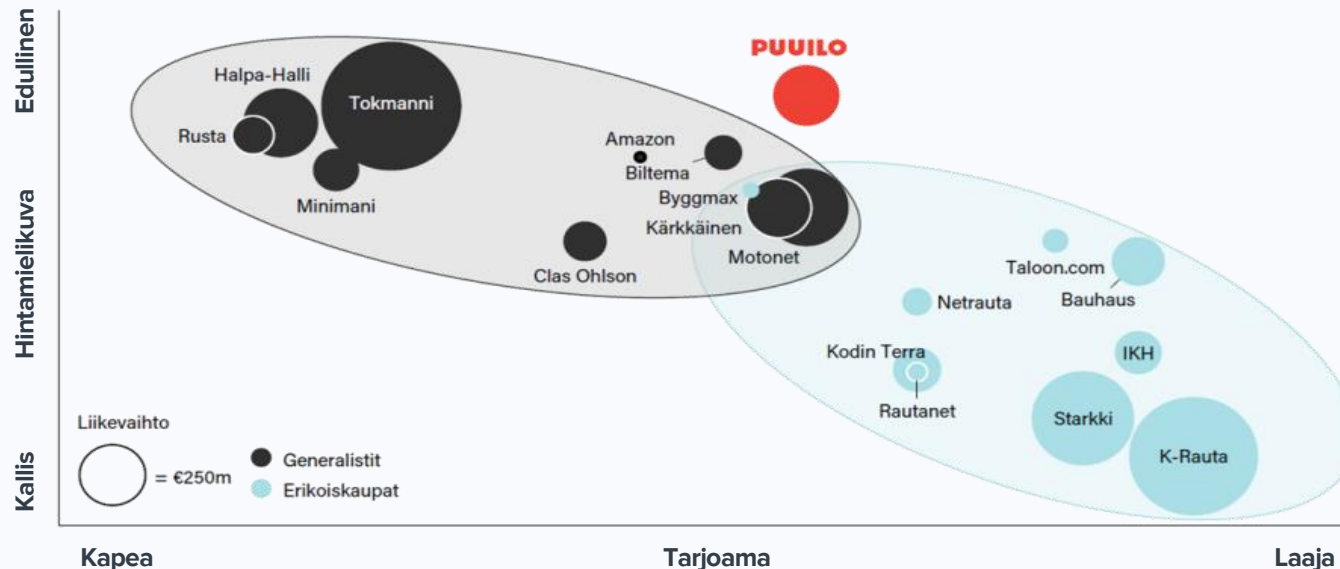 Edullinen
Hintamielikuva
Kallis
PUUILO
Halpa-Halli
Tokmanni
Rusta
Minimani
Amazon
Biltema
Byggmax
Kärkkäinen
Motonet
Clas Ohlson
Taloon.com
Bauhaus
Netrauta
Kodin Terra
IKH
Rautanet
Starkki
K-Rauta
Liikevaihto
= €250m
Generalistit
Erikoiskaupat
Kapea
Tarjoama
Laaja